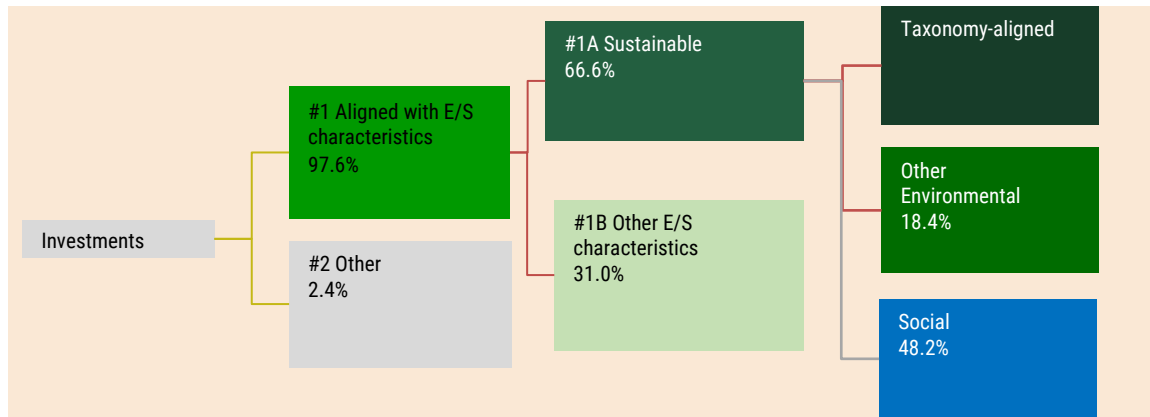 Investments
#1 Aligned with E/S
characteristics
97.6%
#2 Other
2.4%
#1A Sustainable
66.6%
#1B Other E/S
characteristics
31.0%
Taxonomy-aligned
Other
Environmental
18.4%
Social
48.2%